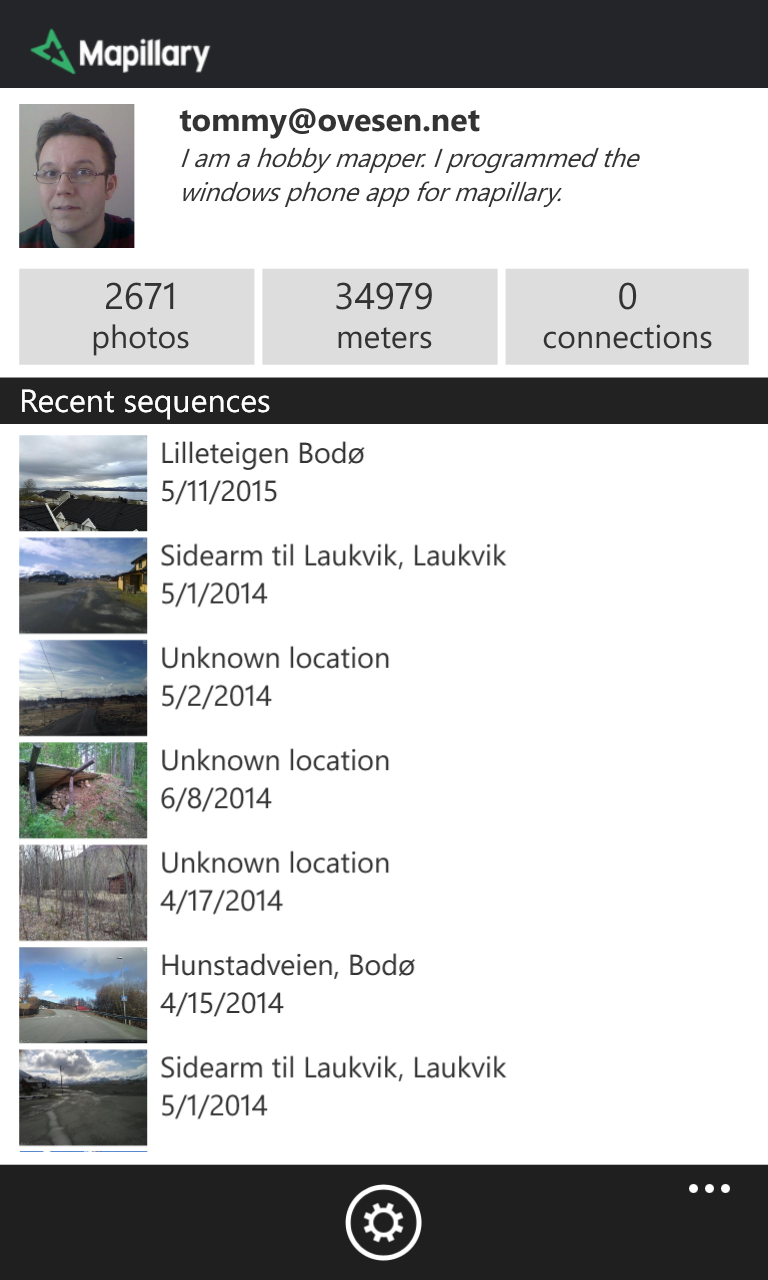 Mapillary
tommy@ovesen.net
I am a hobby mapper. I programmed the
windows phone app for mapillary.
2671
photos
34979
meters
0
connections
Recent sequences
Lilleteigen Bodø
5/11/2015
Sidearm til Laukvik, Laukvik
5/1/2014
Unknown location
5/2/2014
Unknown location
6/8/2014
Unknown location
4/17/2014
Hunstadveien, Bodø
4/15/2014
Sidearm til Laukvik, Laukvik
5/1/2014